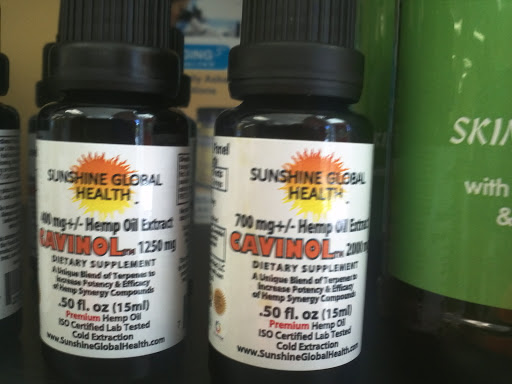 SUNSHINE GLOBAL
HEALTH
400 mg+/- Hemp Oil Extract
CAVINOL™ 1250 mg
DIETARY SUPPLEMENT
A Unique Blend of Terpenes to
Increase Potency & Efficacy
of Hemp Synergy Compounds
.50 fl. oz (15ml)
Premium Hemp Oil
ISO Certified Lab Tested
Cold Extraction
www.SunshineGlobalHealth.com
SUNSHINE GLOBAL
HEALTH
700 mg+/- Hemp Oil Extract
CAVINOL™ 2000 mg
DIETARY SUPPLEMENT
A Unique Blend of Terpenes to
Increase Potency & Efficacy
of Hemp Synergy Compounds
.50 fl. oz (15ml)
Premium Hemp Oil
ISO Certified Lab Tested
Cold Extraction
www.SunshineGlobalHealth.com
SKIN
with
&